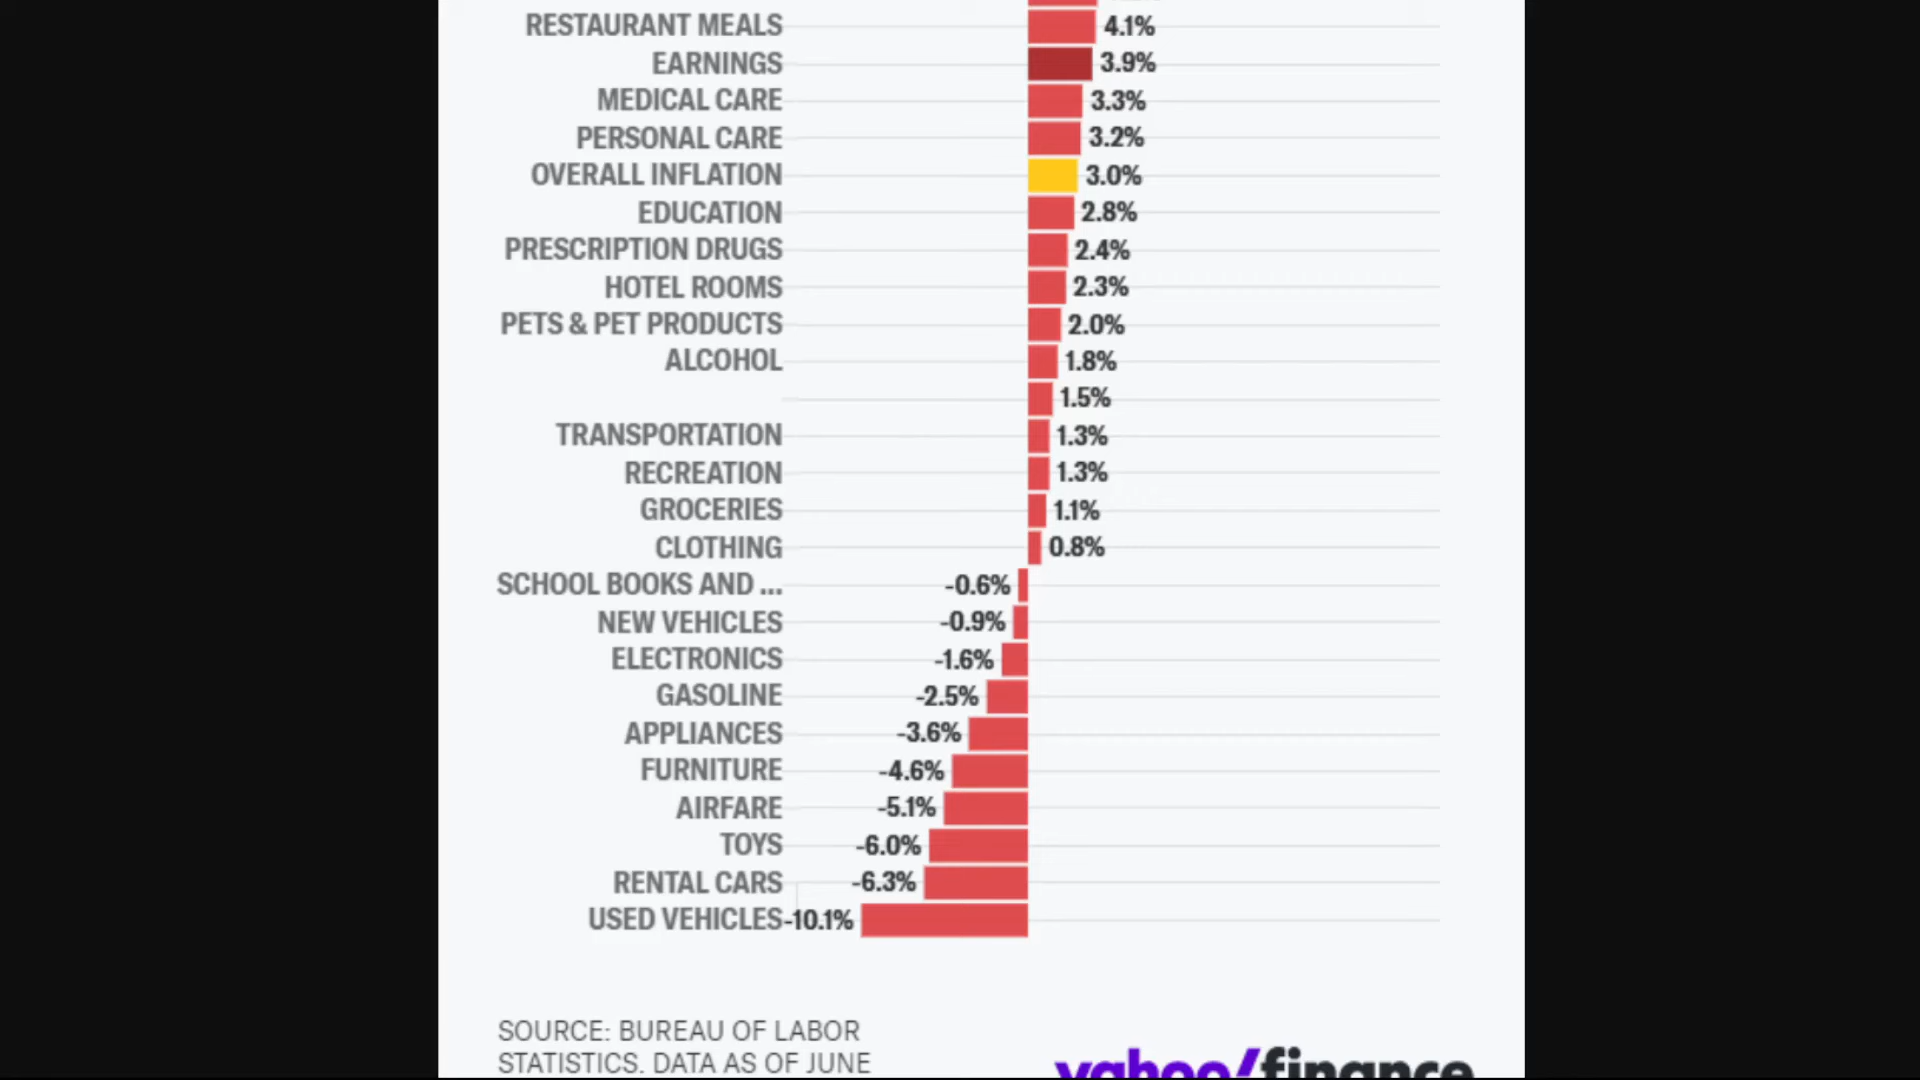 RESTAURANT MEALS 4.1%
EARNINGS 3.9%
MEDICAL CARE 3.3%
PERSONAL CARE 3.2%
OVERALL INFLATION 3.0%
EDUCATION 2.8%
PRESCRIPTION DRUGS 2.4%
HOTEL ROOMS 2.3%
PETS & PET PRODUCTS 2.0%
ALCOHOL 1.8%
1.5%
TRANSPORTATION 1.3%
RECREATION 1.3%
GROCERIES 1.1%
CLOTHING 0.8%
SCHOOL BOOKS AND ... -0.6%
NEW VEHICLES -0.9%
ELECTRONICS -1.6%
GASOLINE -2.5%
APPLIANCES -3.6%
FURNITURE -4.6%
AIRFARE -5.1%
TOYS -6.0%
RENTAL CARS -6.3%
USED VEHICLES -10.1%
SOURCE: BUREAU OF LABOR
STATISTICS. DATA AS OF JUNE
yahoo/finance